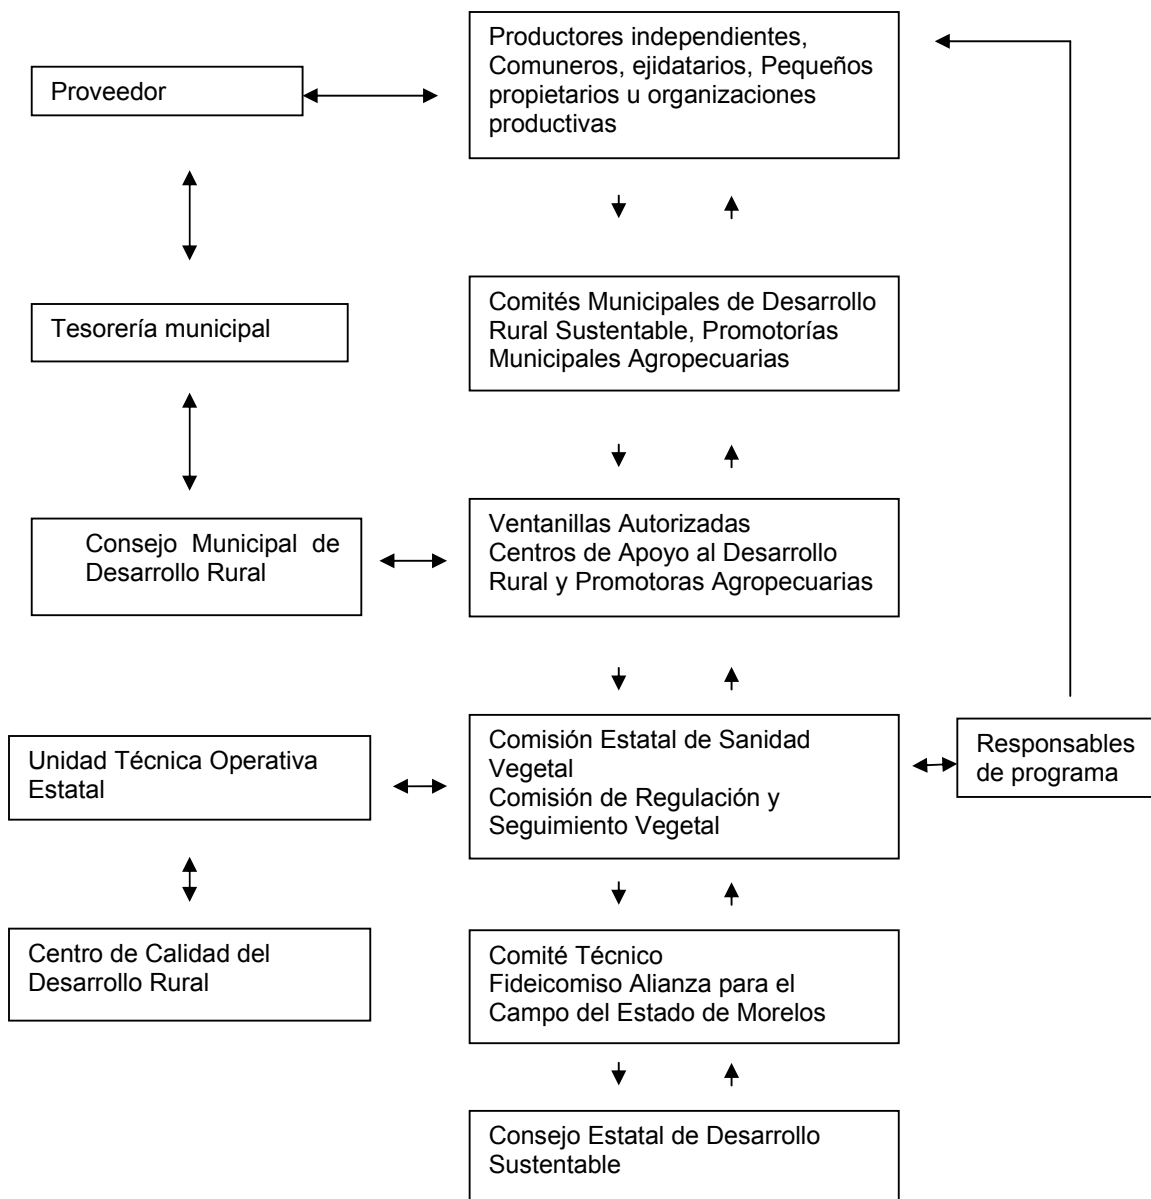 Productores independientes,
Comuneros, ejidatarios, Pequeños
propietarios u organizaciones
productivas
Proveedor
Tesorería municipal
Comités Municipales de Desarrollo
Rural Sustentable, Promotorías
Municipales Agropecuarias
Consejo Municipal de
Desarrollo Rural
Ventanillas Autorizadas
Centros de Apoyo al Desarrollo
Rural y Promotoras Agropecuarias
Unidad Técnica Operativa
Estatal
Comisión Estatal de Sanidad
Vegetal
Comisión de Regulación y
Seguimiento Vegetal
Responsables
de programa
Centro de Calidad del
Desarrollo Rural
Comité Técnico
Fideicomiso Alianza para el
Campo del Estado de Morelos
Consejo Estatal de Desarrollo
Sustentable